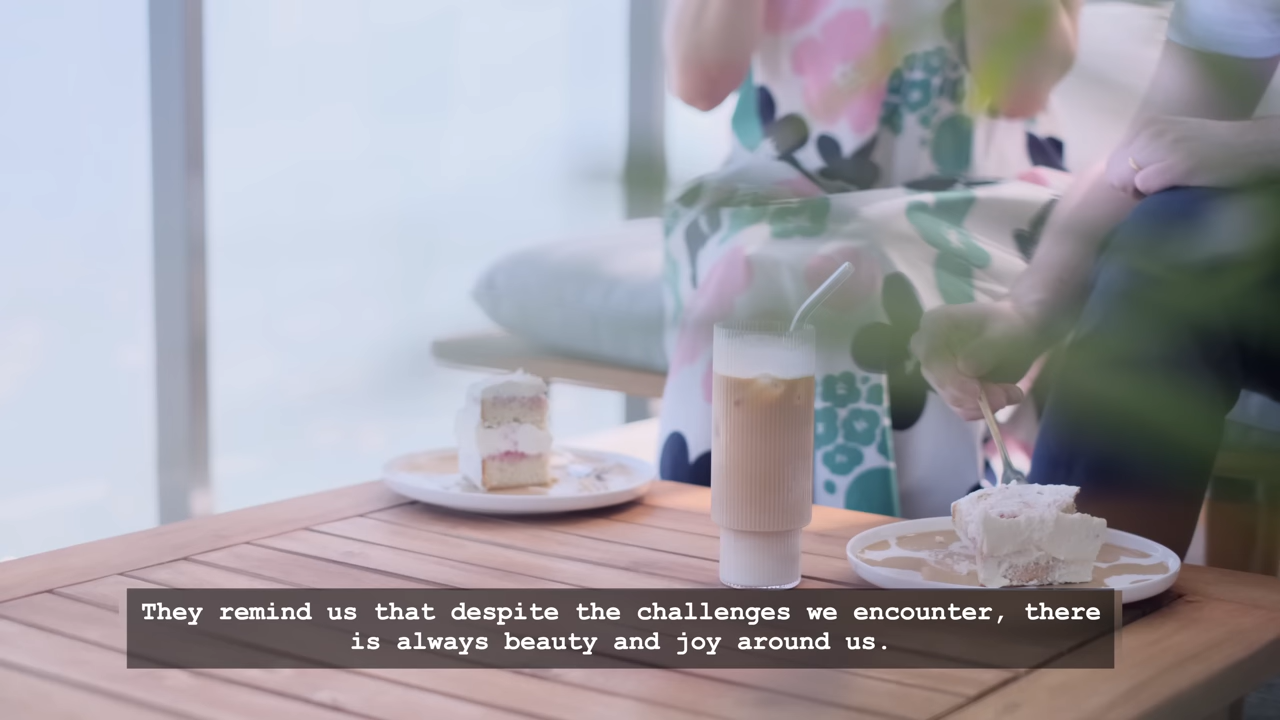 They remind us that despite the challenges we encounter, there
is always beauty and joy around us.